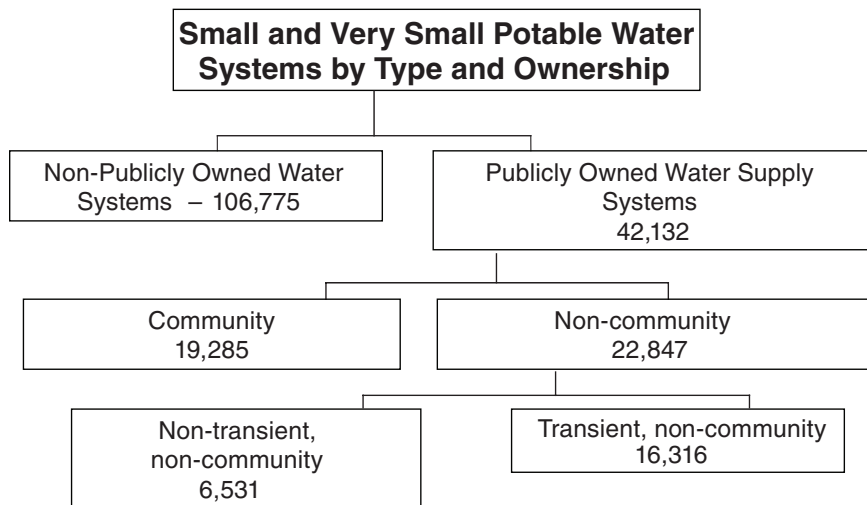 Small and Very Small Potable Water
Systems by Type and Ownership
Non-Publicly Owned Water
Systems – 106,775
Publicly Owned Water Supply
Systems
42,132
Community
19,285
Non-community
22,847
Non-transient,
non-community
6,531
Transient, non-community
16,316